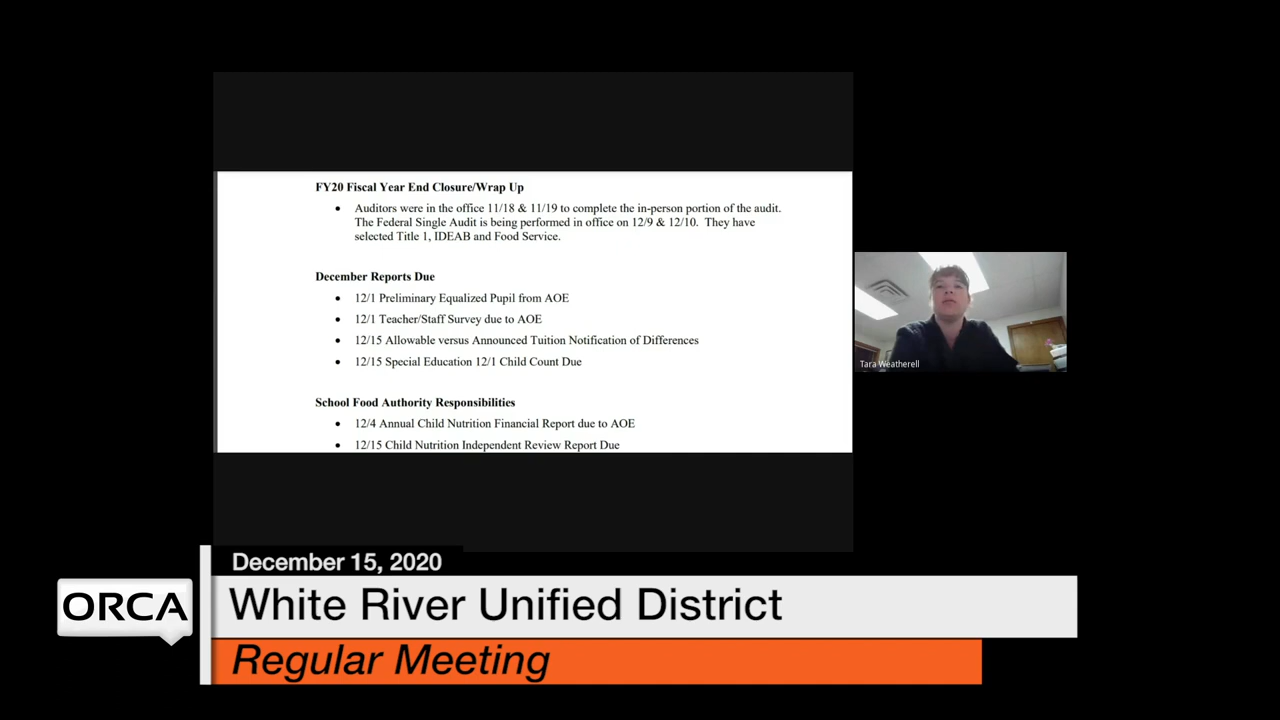 FY20 Fiscal Year End Closure/Wrap Up
• Auditors were in the office 11/18 & 11/19 to complete the in-person portion of the audit.
The Federal Single Audit is being performed in office on 12/9 & 12/10. They have
selected Title 1, IDEAB and Food Service.
December Reports Due
• 12/1 Preliminary Equalized Pupil from AOE
• 12/1 Teacher/Staff Survey due to AOE
• 12/15 Allowable versus Announced Tuition Notification of Differences
• 12/15 Special Education 12/1 Child Count Due
School Food Authority Responsibilities
• 12/4 Annual Child Nutrition Financial Report due to AOE
• 12/15 Child Nutrition Independent Review Report Due
Tara Weatherell
December 15, 2020
ORCA
White River Unified District
Regular Meeting